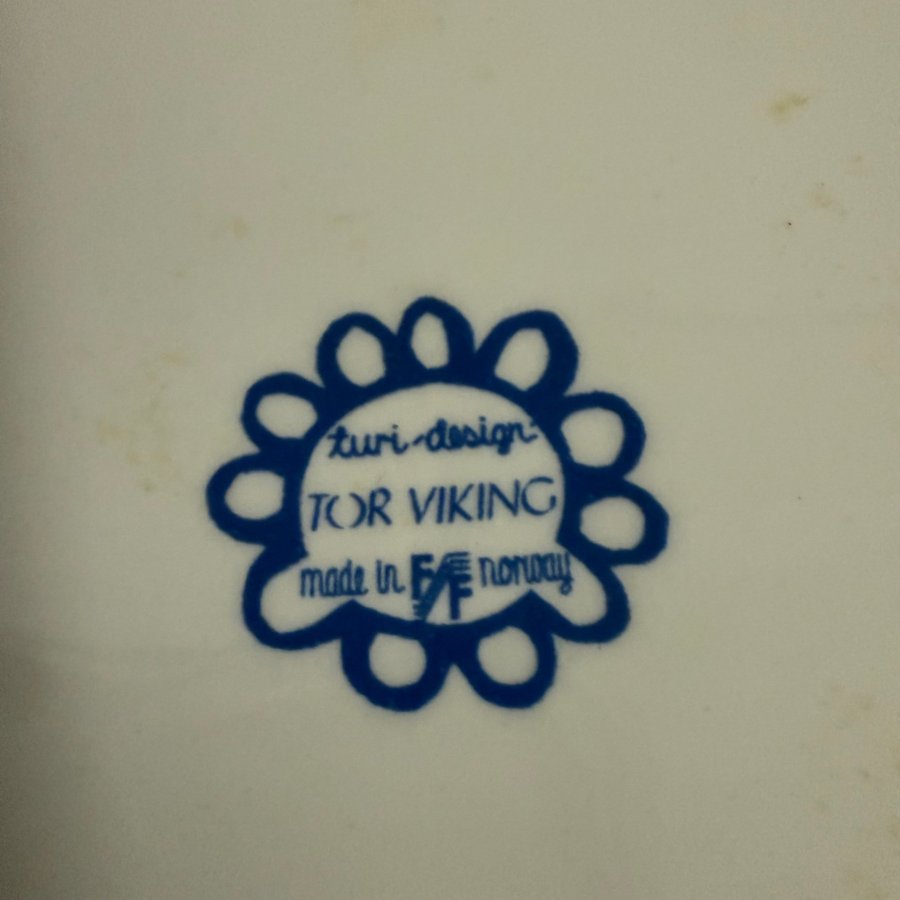 turi-design
TOR VIKING
made in F/F norway